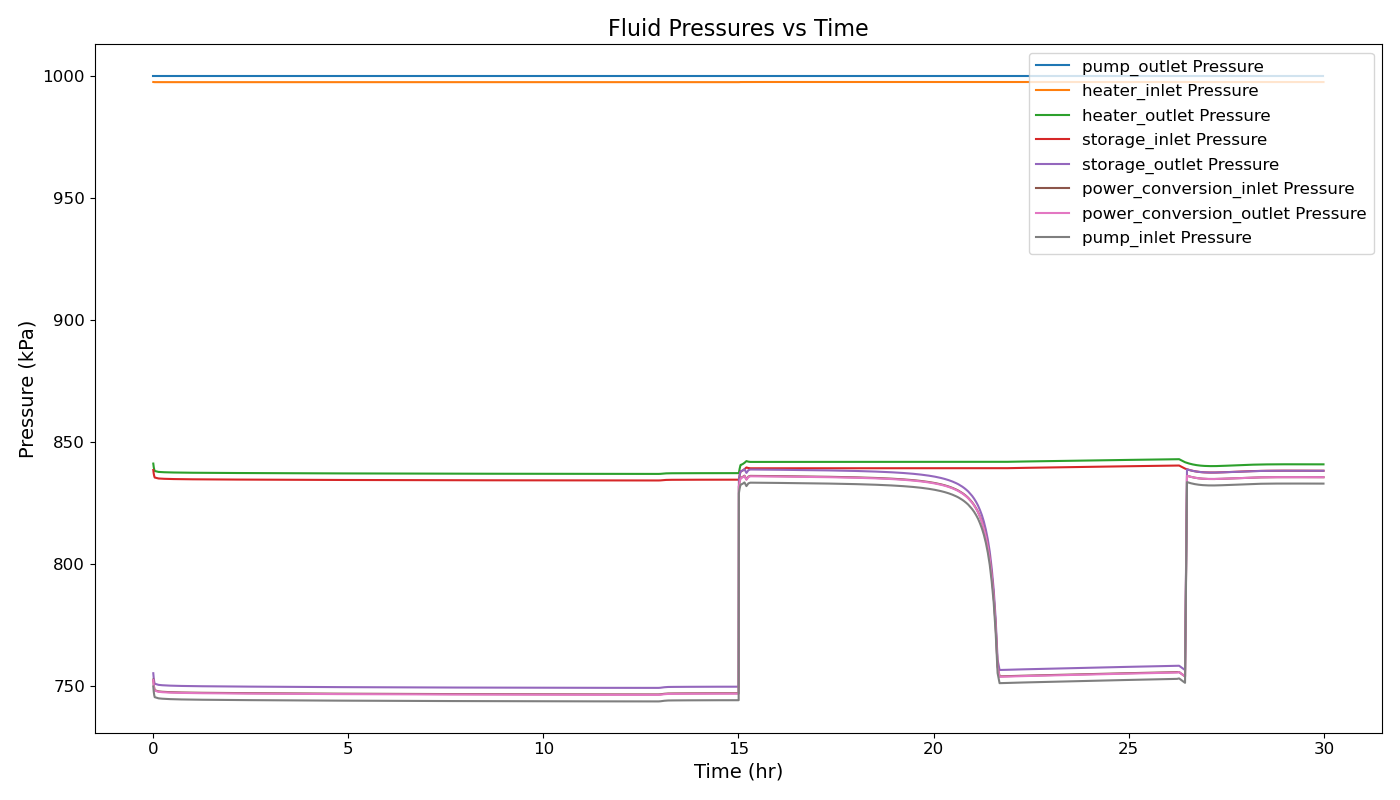 Fluid Pressures vs Time
pump_outlet Pressure
heater_inlet Pressure
heater_outlet Pressure
storage_inlet Pressure
storage_outlet Pressure
power_conversion_inlet Pressure
power_conversion_outlet Pressure
pump_inlet Pressure
Pressure (kPa)
1000
950
900
850
800
750
0 5 10 15 20 25 30
Time (hr)